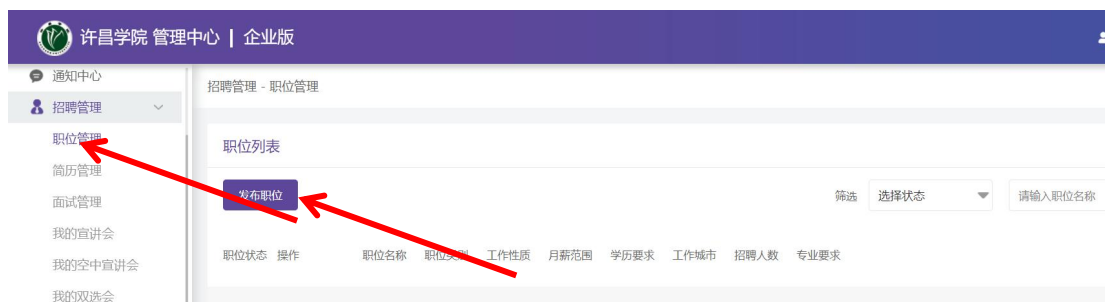 许昌学院 管理中心 | 企业版
通知中心
招聘管理
职位管理
简历管理
面试管理
我的宣讲会
我的空中宣讲会
我的双选会
招聘管理 - 职位管理
职位列表
发布职位
筛选 选择状态 请输入职位名称
职位状态 操作 职位名称 职位类别 工作性质 月薪范围 学历要求 工作城市 招聘人数 专业要求